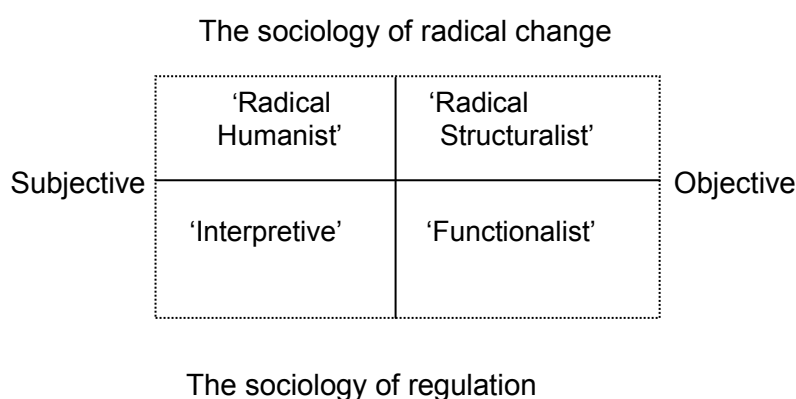 The sociology of radical change
‘Radical
Humanist’
‘Radical
Structuralist’
Subjective
Objective
‘Interpretive’
‘Functionalist’
The sociology of regulation